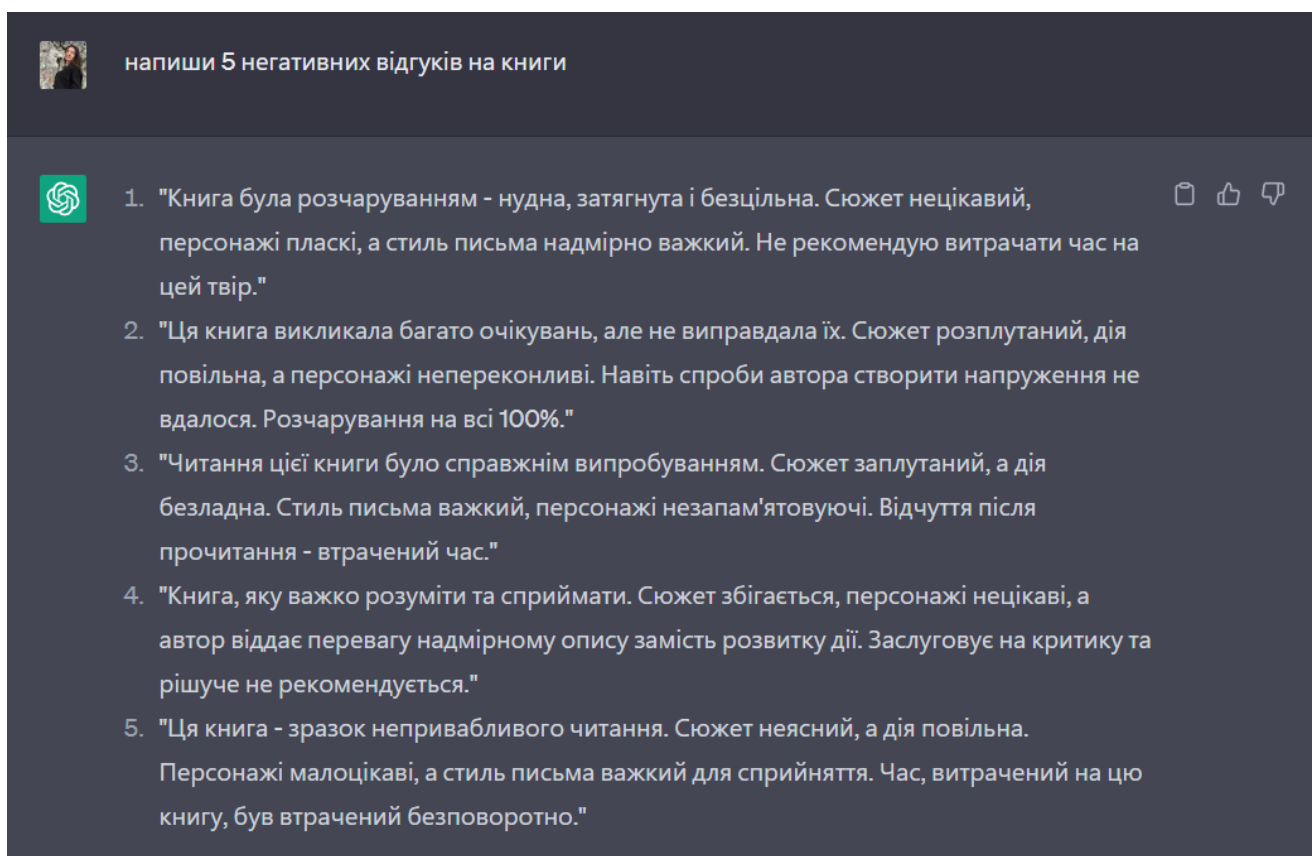 напиши 5 негативних відгуків на книги
1. "Книга була розчаруванням - нудна, затягнута і безцільна. Сюжет нецікавий,
персонажі пласкі, а стиль письма надмірно важкий. Не рекомендую витрачати час на
цей твір."
2. "Ця книга викликала багато очікувань, але не виправдала їх. Сюжет розплутаний, дія
повільна, а персонажі непереконливі. Навіть спроби автора створити напруження не
вдалося. Розчарування на всі 100%."
3. "Читання цієї книги було справжнім випробуванням. Сюжет заплутаний, а дія
безладна. Стиль письма важкий, персонажі незапам'ятовуючі. Відчуття після
прочитання - втрачений час."
4. "Книга, яку важко розуміти та сприймати. Сюжет збігається, персонажі нецікаві, а
автор віддає перевагу надмірному опису замість розвитку дії. Заслуговує на критику та
рішуче не рекомендується."
5. "Ця книга - зразок непривабливого читання. Сюжет неясний, а дія повільна.
Персонажі малоцікаві, а стиль письма важкий для сприйняття. Час, витрачений на цю
книгу, був втрачений безповоротно."